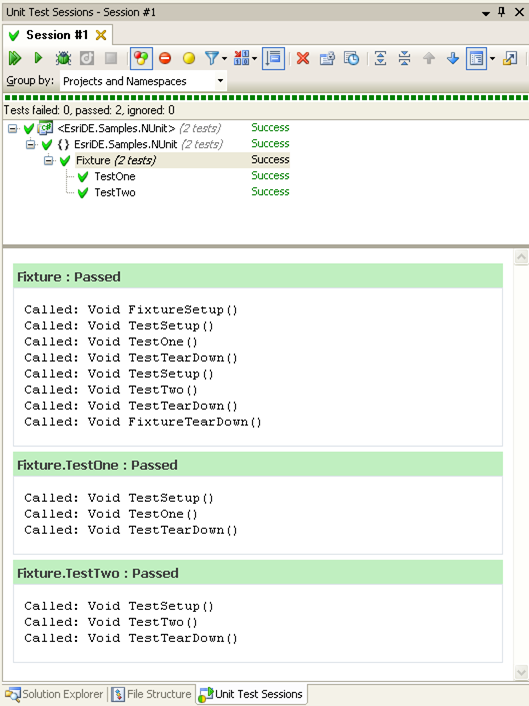 Unit Test Sessions - Session #1
Session #1
Group by: Projects and Namespaces
Tests failed: 0, passed: 2, ignored: 0
<EsriDE.Samples.NUnit> (2 tests) Success
{} EsriDE.Samples.NUnit (2 tests) Success
Fixture (2 tests) Success
TestOne Success
TestTwo Success
Fixture : Passed
Called: Void FixtureSetup()
Called: Void TestSetup()
Called: Void TestOne()
Called: Void TestTearDown()
Called: Void TestSetup()
Called: Void TestTwo()
Called: Void TestTearDown()
Called: Void FixtureTearDown()
Fixture.TestOne : Passed
Called: Void TestSetup()
Called: Void TestOne()
Called: Void TestTearDown()
Fixture.TestTwo : Passed
Called: Void TestSetup()
Called: Void TestTwo()
Called: Void TestTearDown()
Solution Explorer File Structure Unit Test Sessions